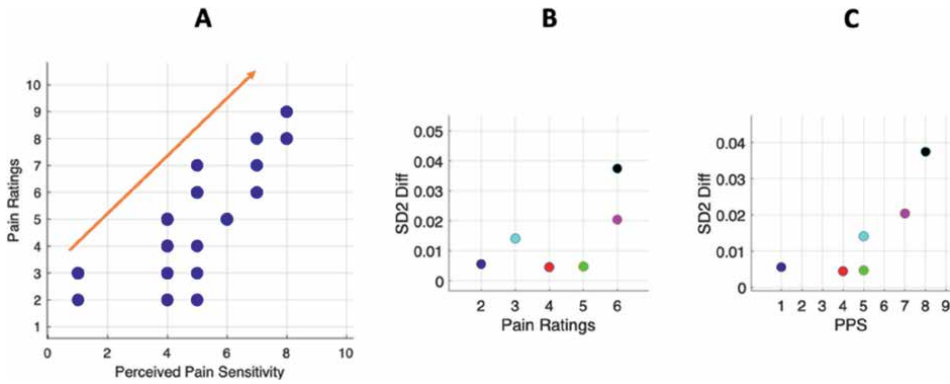 A
Pain Ratings
10
9
8
7
6
5
4
3
2
1
0 2 4 6 8 10
Perceived Pain Sensitivity
B
SD2 Diff
0.05
0.04
0.03
0.02
0.01
0
2 3 4 5 6
Pain Ratings
C
SD2 Diff
0.04
0.03
0.02
0.01
0
1 2 3 4 5 6 7 8 9
PPS